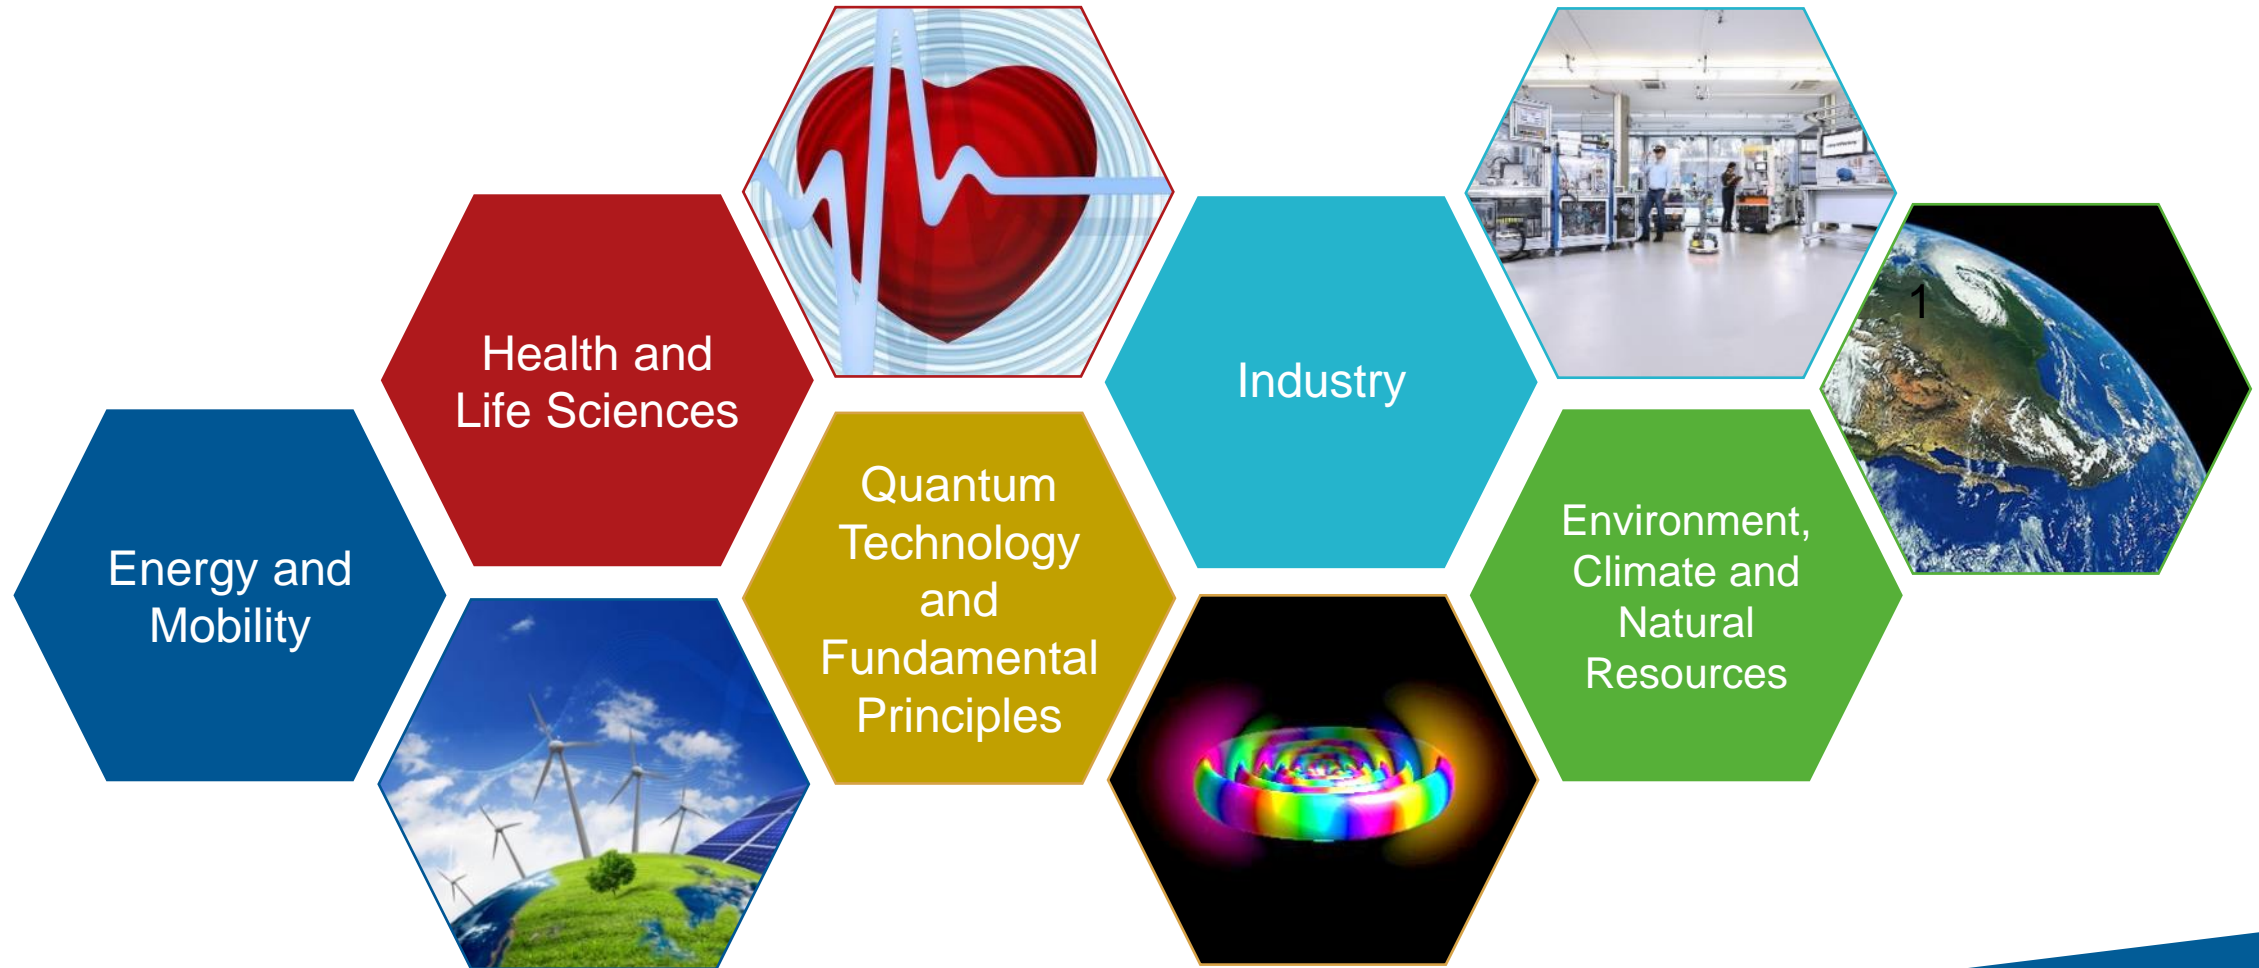 Energy and
Mobility
Health and
Life Sciences
Quantum
Technology
and
Fundamental
Principles
Industry
Environment,
Climate and
Natural
Resources
1